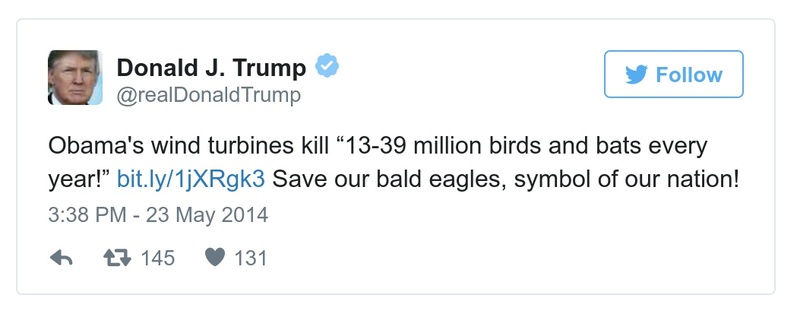 Donald J. Trump
@realDonaldTrump
Follow
Obama's wind turbines kill “13-39 million birds and bats every
year!” bit.ly/1jXRgk3 Save our bald eagles, symbol of our nation!
3:38 PM - 23 May 2014
145 131